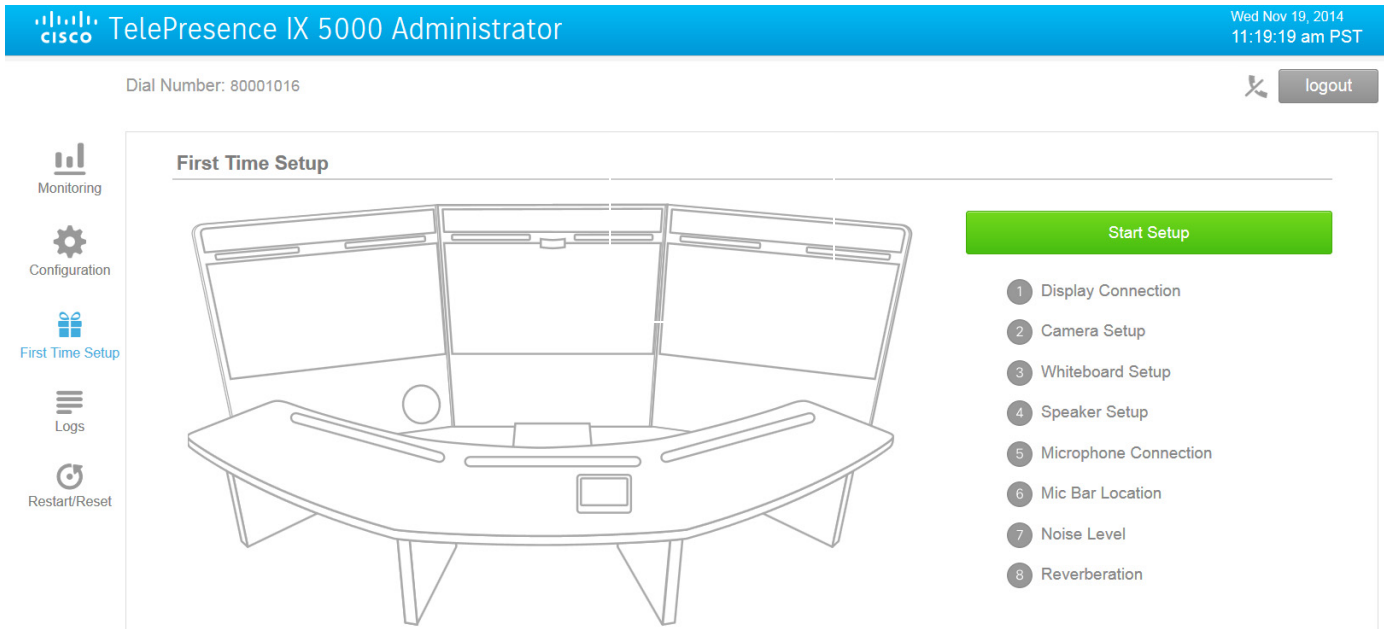 CISCO TelePresence IX 5000 Administrator
Wed Nov 19, 2014
11:19:19 am PST
Dial Number: 80001016
logout
Monitoring
Configuration
First Time Setup
Logs
Restart/Reset
First Time Setup
Start Setup
1 Display Connection
2 Camera Setup
3 Whiteboard Setup
4 Speaker Setup
5 Microphone Connection
6 Mic Bar Location
7 Noise Level
8 Reverberation